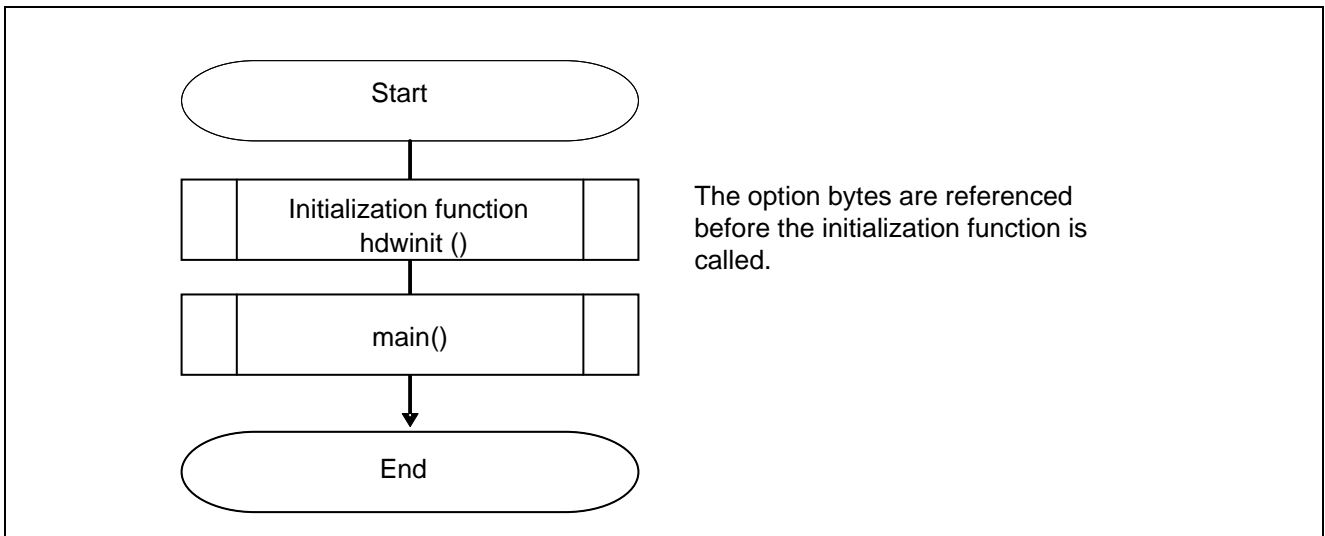 Start
Initialization function
hdwinit ()
The option bytes are referenced
before the initialization function is
called.
main()
End